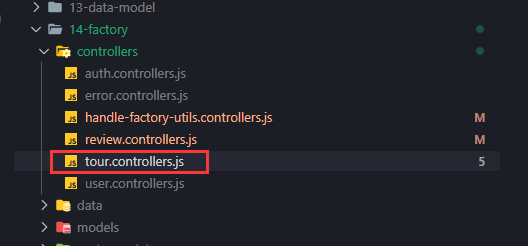 13-data-model
14-factory
controllers
JS auth.controllers.js
JS error.controllers.js
JS handle-factory-utils.controllers.js M
JS review.controllers.js M
JS tour.controllers.js 5
JS user.controllers.js
data
models